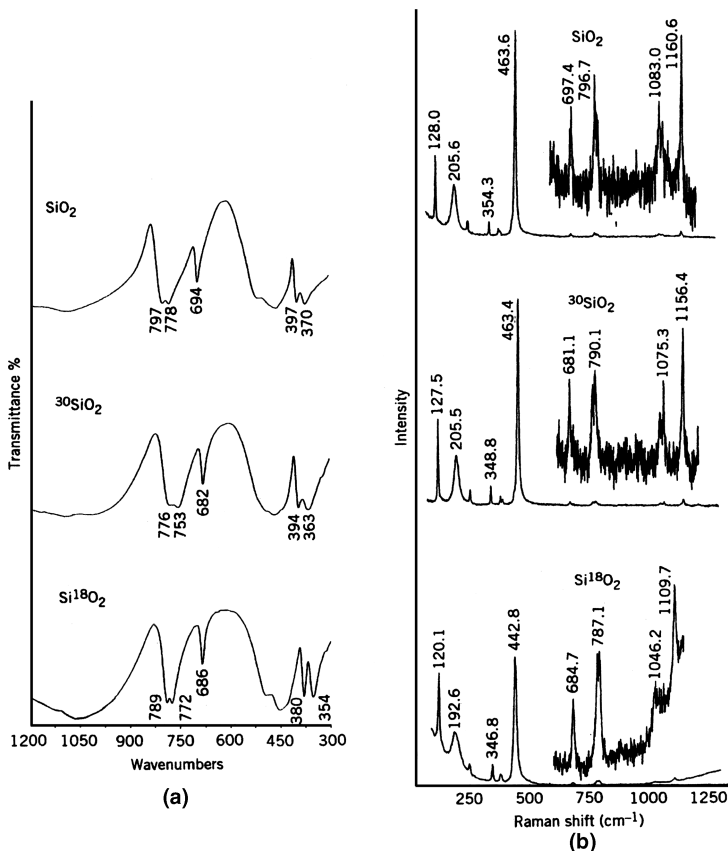 Transmittance %
SiO₂
797
778
694
397
370
³⁰SiO₂
776
753
682
394
363
Si¹⁸O₂
789
772
686
380
354
1200 1050 900 750 600 450 300
Wavenumbers
(a)
Intensity
SiO₂
128.0
205.6
354.3
463.6
697.4
796.7
1083.0
1160.6
³⁰SiO₂
127.5
205.5
348.8
463.4
681.1
790.1
1075.3
1156.4
Si¹⁸O₂
120.1
192.6
346.8
442.8
684.7
787.1
1046.2
1109.7
250 500 750 1000 1250
Raman shift (cm⁻¹)
(b)